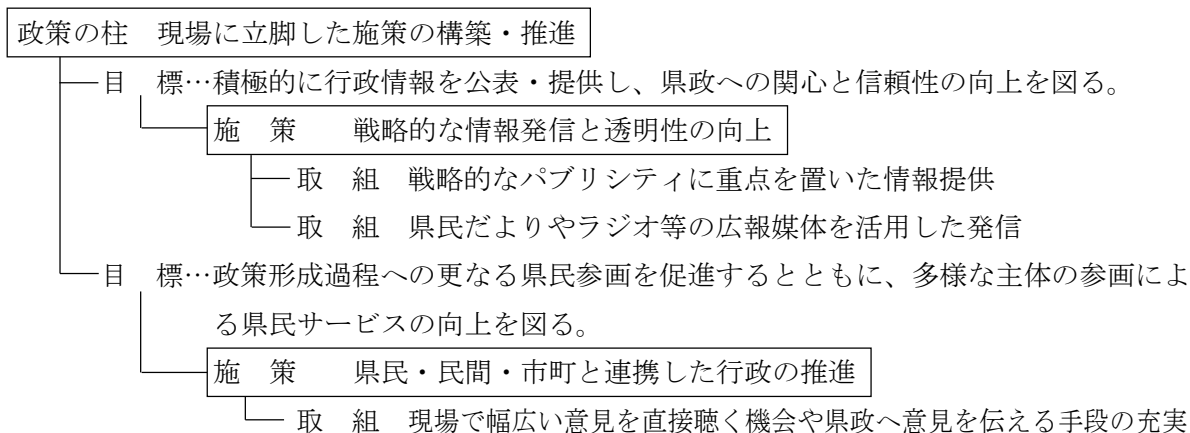 政策の柱　現場に立脚した施策の構築・推進
目　標…積極的に行政情報を公表・提供し、県政への関心と信頼性の向上を図る。
施　策　　戦略的な情報発信と透明性の向上
取　組　戦略的なパブリシティに重点を置いた情報提供
取　組　県民だよりやラジオ等の広報媒体を活用した発信
目　標…政策形成過程への更なる県民参画を促進するとともに、多様な主体の参画によ
る県民サービスの向上を図る。
施　策　　県民・民間・市町と連携した行政の推進
取　組　現場で幅広い意見を直接聴く機会や県政へ意見を伝える手段の充実